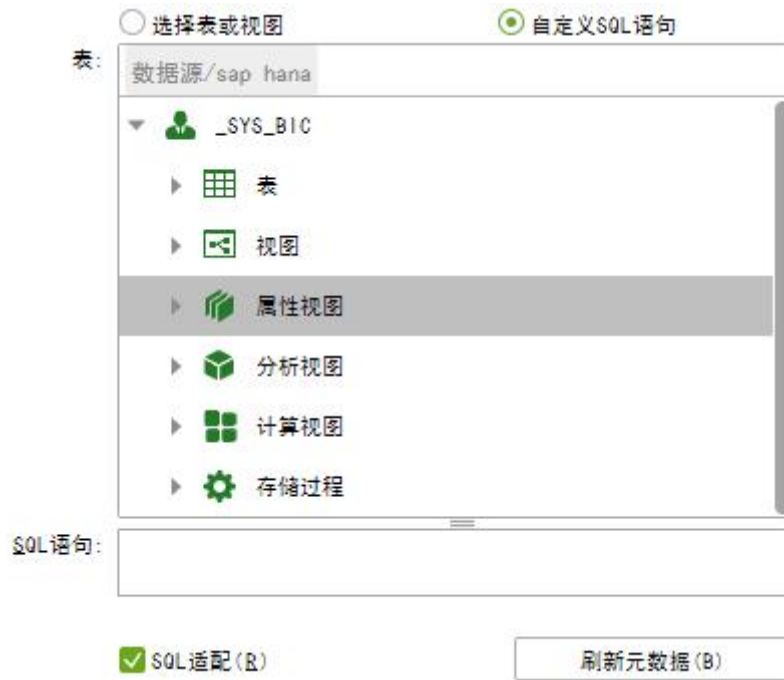 选择表或视图 自定义SQL语句
表:
数据源/sap hana
_SYS_BIC
表
视图
属性视图
分析视图
计算视图
存储过程
SQL语句:
SQL适配(R) 刷新元数据(B)